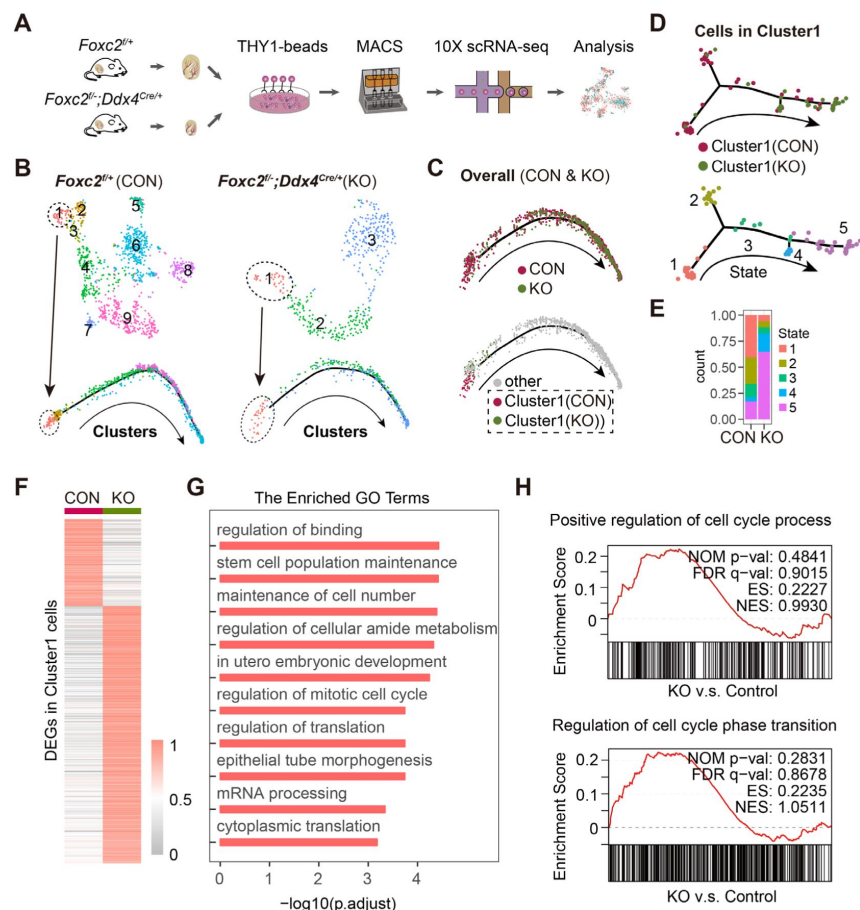 A
Foxc2f/+
Foxc2f/-;Ddx4Cre/+
THY1-beads
MACS
10X scRNA-seq
Analysis
B
Foxc2f/+ (CON)
Foxc2f/-;Ddx4Cre/+(KO)
1
2
3
4
5
6
7
8
9
Clusters
1
2
3
Clusters
C
Overall (CON & KO)
CON
KO
other
Cluster1(CON)
Cluster1(KO))
D
Cells in Cluster1
Cluster1(CON)
Cluster1(KO)
1
2
3
4
5
State
E
count
1.00
0.75
0.50
0.25
0.00
CON KO
State
1
2
3
4
5
F
CON KO
DEGs in Cluster1 cells
1
0.5
0
G
The Enriched GO Terms
regulation of binding
stem cell population maintenance
maintenance of cell number
regulation of cellular amide metabolism
in utero embryonic development
regulation of mitotic cell cycle
regulation of translation
epithelial tube morphogenesis
mRNA processing
cytoplasmic translation
0 1 2 3 4
−log10(p.adjust)
H
Positive regulation of cell cycle process
Enrichment Score
0.2
0.1
0
NOM p-val: 0.4841
FDR q-val: 0.9015
ES: 0.2227
NES: 0.9930
KO v.s. Control
Regulation of cell cycle phase transition
Enrichment Score
0.2
0.1
0
NOM p-val: 0.2831
FDR q-val: 0.8678
ES: 0.2235
NES: 1.0511
KO v.s. Control